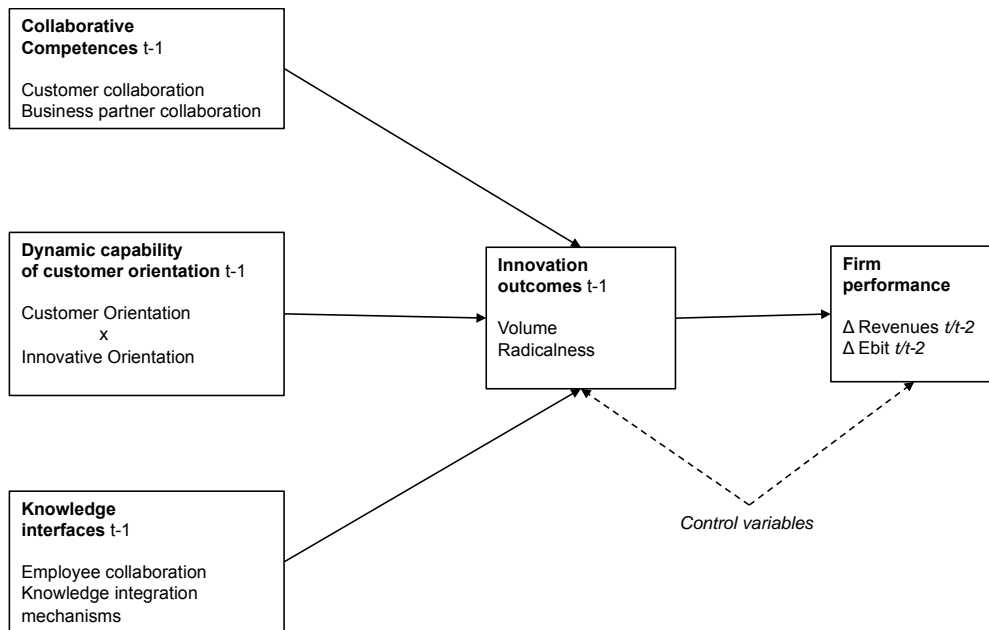 Collaborative
Competences t-1
Customer collaboration
Business partner collaboration
Dynamic capability
of customer orientation t-1
Customer Orientation
x
Innovative Orientation
Knowledge
interfaces t-1
Employee collaboration
Knowledge integration
mechanisms
Innovation
outcomes t-1
Volume
Radicalness
Firm
performance
Δ Revenues t/t-2
Δ Ebit t/t-2
Control variables